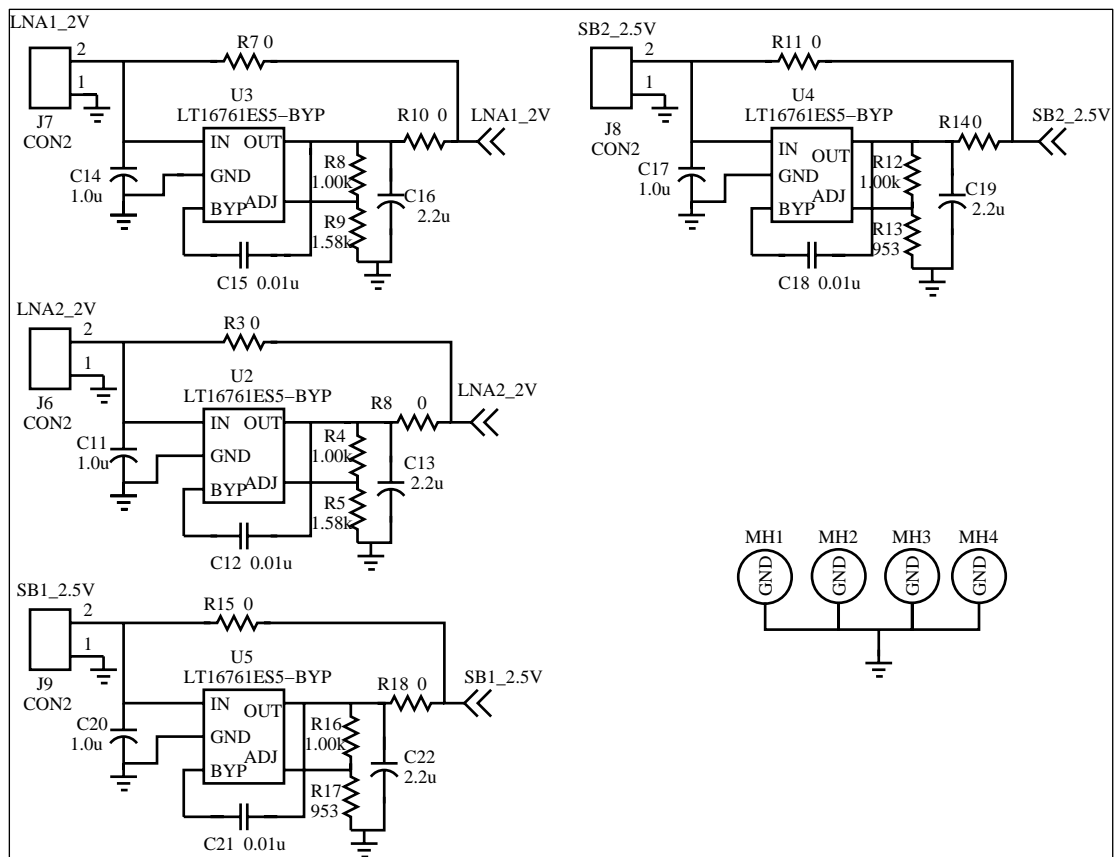 LNA1_2V
2
1
J7
CON2
R7 0
U3
LT16761ES5-BYP
IN
OUT
GND
BYP
ADJ
C14
1.0u
R10 0
LNA1_2V
R8
1.00k
R9
1.58k
C16
2.2u
C15 0.01u
SB2_2.5V
2
1
J8
CON2
R11 0
U4
LT16761ES5-BYP
IN
OUT
GND
BYP
ADJ
C17
1.0u
R14 0
SB2_2.5V
R12
1.00k
R13
953
C19
2.2u
C18 0.01u
LNA2_2V
2
1
J6
CON2
R3 0
U2
LT16761ES5-BYP
IN
OUT
GND
BYP
ADJ
C11
1.0u
R8 0
LNA2_2V
R4
1.00k
R5
1.58k
C13
2.2u
C12 0.01u
MH1
MH2
MH3
MH4
GND
GND
GND
GND
SB1_2.5V
2
1
J9
CON2
R15 0
U5
LT16761ES5-BYP
IN
OUT
GND
BYP
ADJ
C20
1.0u
R18 0
SB1_2.5V
R16
1.00k
R17
953
C22
2.2u
C21 0.01u